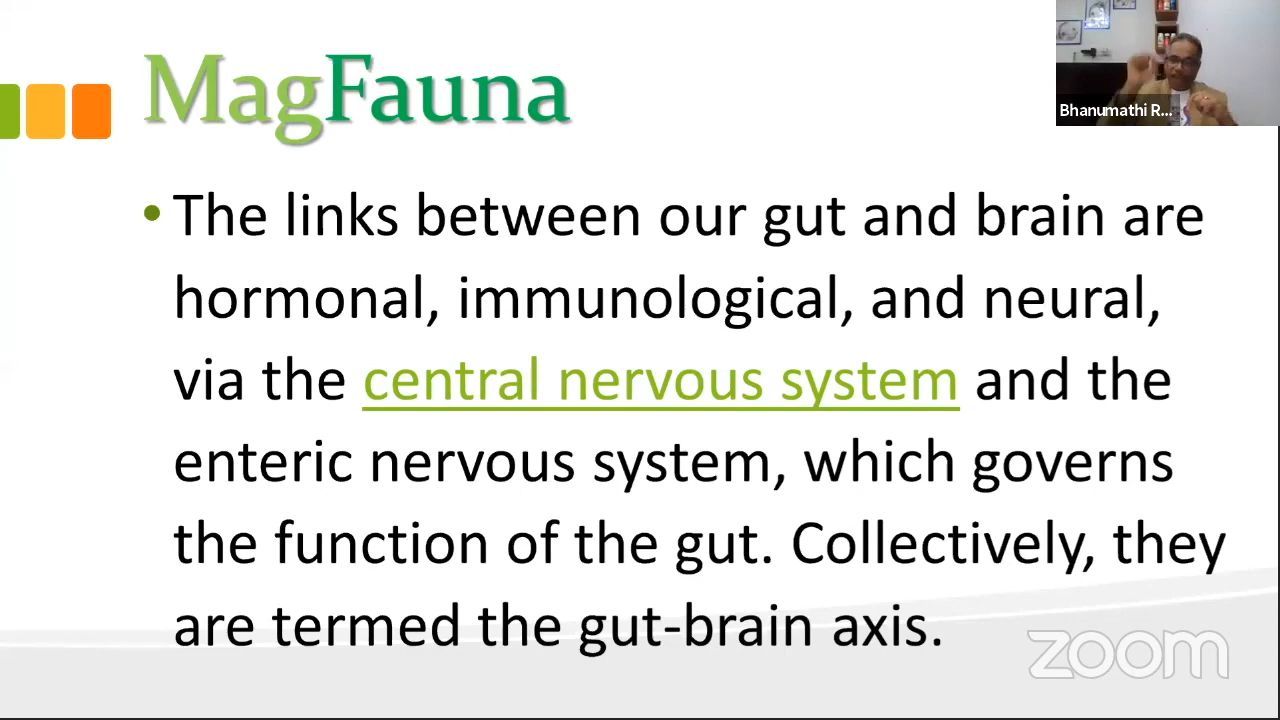 MagFauna
Bhanumathi R...
• The links between our gut and brain are
hormonal, immunological, and neural,
via the central nervous system and the
enteric nervous system, which governs
the function of the gut. Collectively, they
are termed the gut-brain axis.
zoom